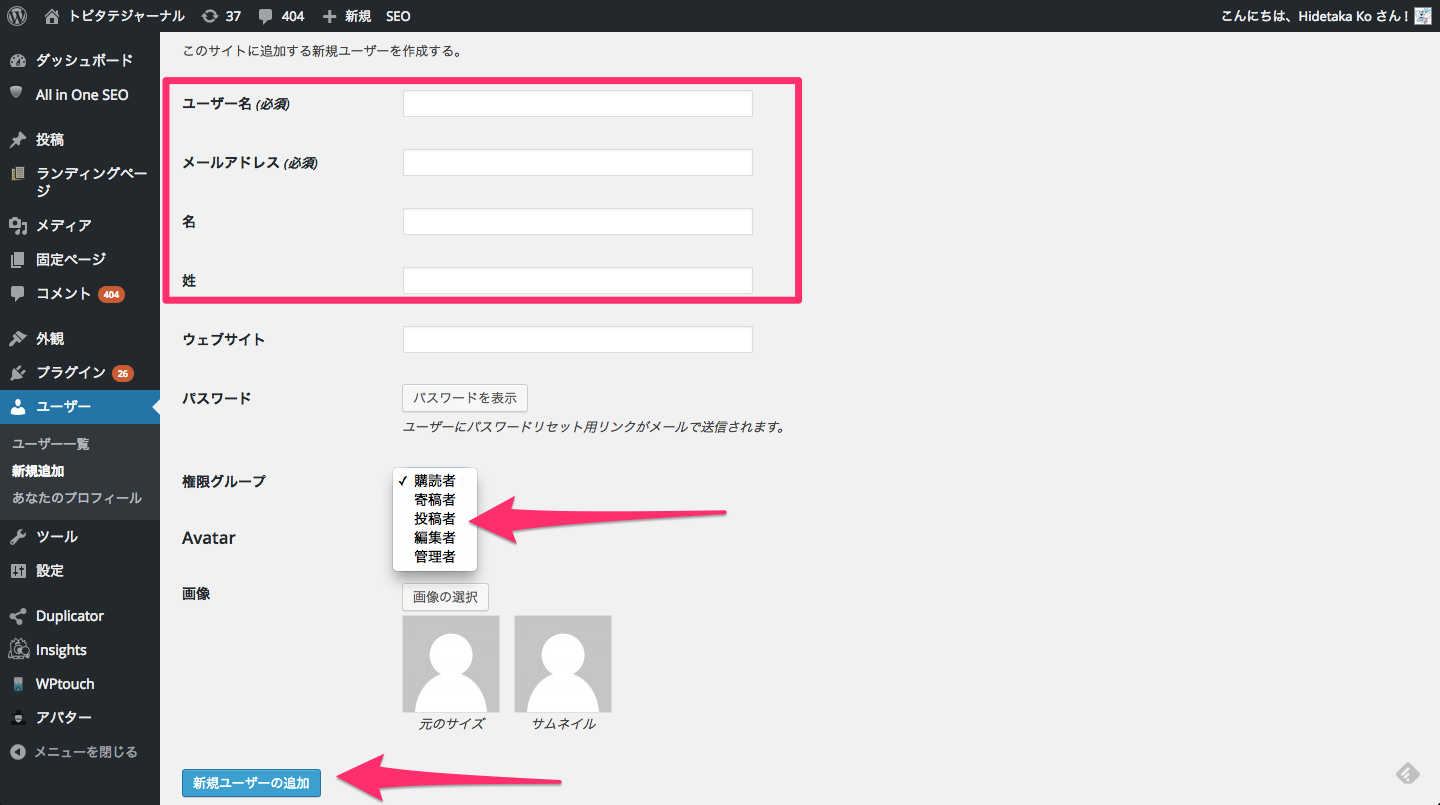 トビタテジャーナル 37 404 新規 SEO こんにちは、Hidetaka Ko さん !
ダッシュボード
All in One SEO
投稿
ランディングペー
ジ
メディア
固定ページ
コメント 404
外観
プラグイン 26
ユーザー
ユーザー一覧
新規追加
あなたのプロフィール
ツール
設定
Duplicator
Insights
WPtouch
アバター
メニューを閉じる
このサイトに追加する新規ユーザーを作成する。
ユーザー名 (必須)
メールアドレス (必須)
名
姓
ウェブサイト
パスワード パスワードを表示
ユーザーにパスワードリセット用リンクがメールで送信されます。
権限グループ ✓ 購読者
寄稿者
投稿者
編集者
管理者
Avatar
画像 画像の選択
元のサイズ サムネイル
新規ユーザーの追加